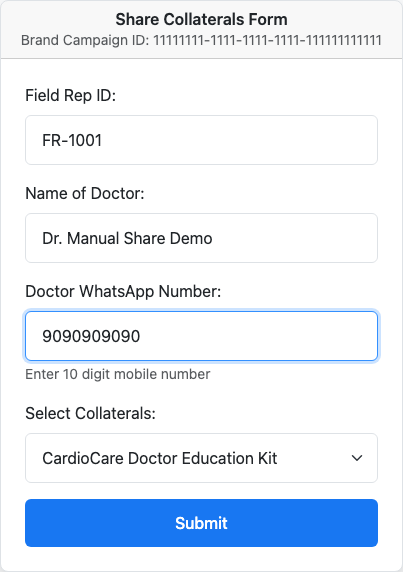 Share Collaterals Form
Brand Campaign ID: 11111111-1111-1111-1111-111111111111
Field Rep ID:
FR-1001
Name of Doctor:
Dr. Manual Share Demo
Doctor WhatsApp Number:
9090909090
Enter 10 digit mobile number
Select Collaterals:
CardioCare Doctor Education Kit
Submit